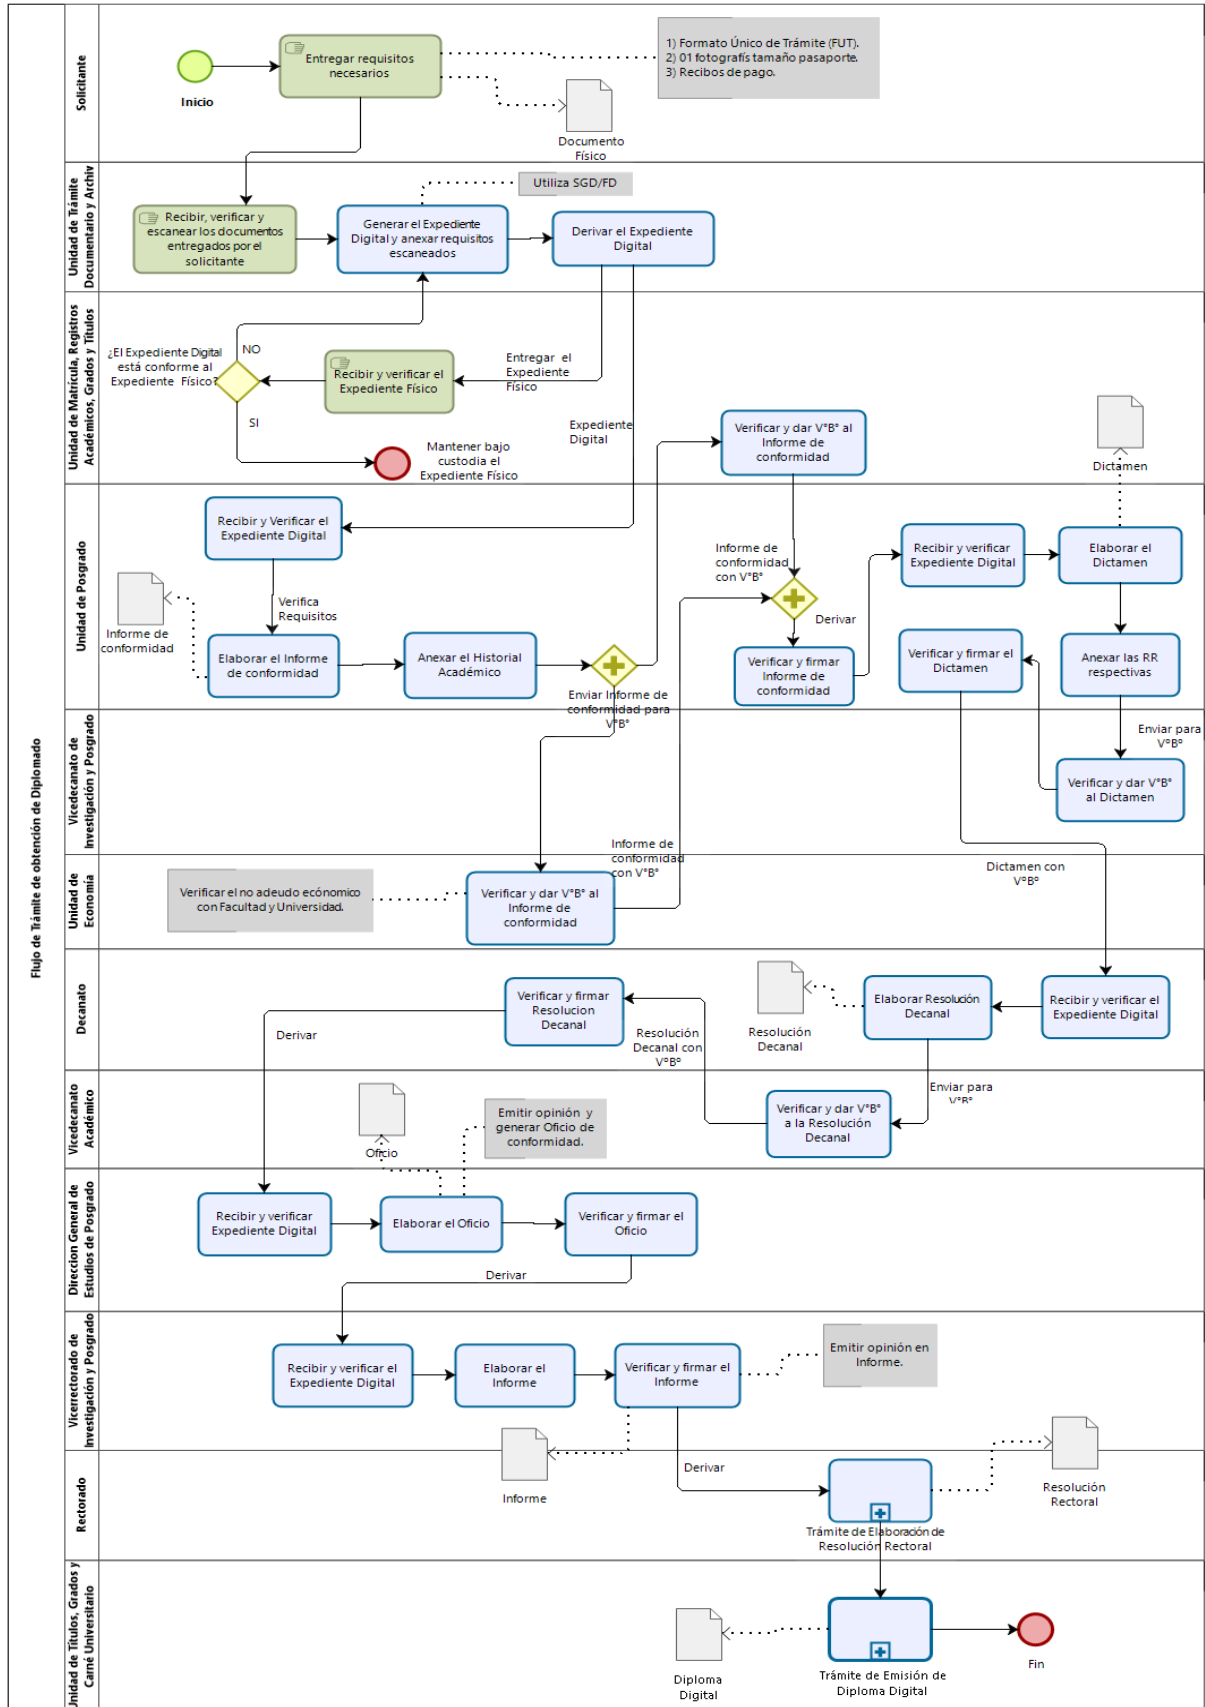 Flujo de Trámite de obtención de Diplomado
Solicitante
Inicio
Entregar requisitos
necesarios
1) Formato Único de Trámite (FUT).
2) 01 fotografís tamaño pasaporte.
3) Recibos de pago.
Documento
Físico
Unidad de Trámite
Documentario y Archiv
Recibir, verificar y
escanear los documentos
entregados por el
solicitante
Utiliza SGD/FD
Generar el Expediente
Digital y anexar requisitos
escaneados
Derivar el Expediente
Digital
Unidad de Matrícula, Registros
Académicos, Grados y Títulos
¿El Expediente Digital
está conforme al
Expediente Físico?
NO
SI
Recibir y verificar el
Expediente Físico
Entregar el
Expediente
Físico
Expediente
Digital
Mantener bajo
custodia el
Expediente Físico
Verificar y dar V°B° al
Informe de
conformidad
Dictamen
Unidad de Posgrado
Recibir y Verificar el
Expediente Digital
Verifica
Requisitos
Informe de
conformidad
Elaborar el Informe
de conformidad
Anexar el Historial
Académico
Enviar Informe de
conformidad para
V°B°
Informe de
conformidad
con V°B°
Derivar
Verificar y firmar
Informe de
conformidad
Recibir y verificar
Expediente Digital
Elaborar el
Dictamen
Verificar y firmar el
Dictamen
Anexar las RR
respectivas
Enviar para
V°B°
Vicedecanato de
Investigación y Posgrado
Verificar y dar V°B°
al Dictamen
Informe de
conformidad
con V°B°
Dictamen con
V°B°
Unidad de
Economía
Verificar el no adeudo ecónomico
con Facultad y Universidad.
Verificar y dar V°B° al
Informe de
conformidad
Decanato
Derivar
Verificar y firmar
Resolucion
Decanal
Resolución
Decanal con
V°B°
Resolución
Decanal
Elaborar Resolución
Decanal
Recibir y verificar el
Expediente Digital
Enviar para
V°B°
Vicedecanato
Académico
Oficio
Emitir opinión y
generar Oficio de
conformidad.
Verificar y dar V°B°
a la Resolución
Decanal
Direccion General de
Estudios de Posgrado
Recibir y verificar
Expediente Digital
Elaborar el Oficio
Verificar y firmar el
Oficio
Derivar
Vicerrectorado de
Investigación y Posgrado
Recibir y verificar el
Expediente Digital
Elaborar el
Informe
Verificar y firmar el
Informe
Emitir opinión en
Informe.
Rectorado
Informe
Derivar
Trámite de Elaboración de
Resolución Rectoral
Resolución
Rectoral
Unidad de Títulos, Grados y
Carné Universitario
Diploma
Digital
Trámite de Emisión de
Diploma Digital
Fin